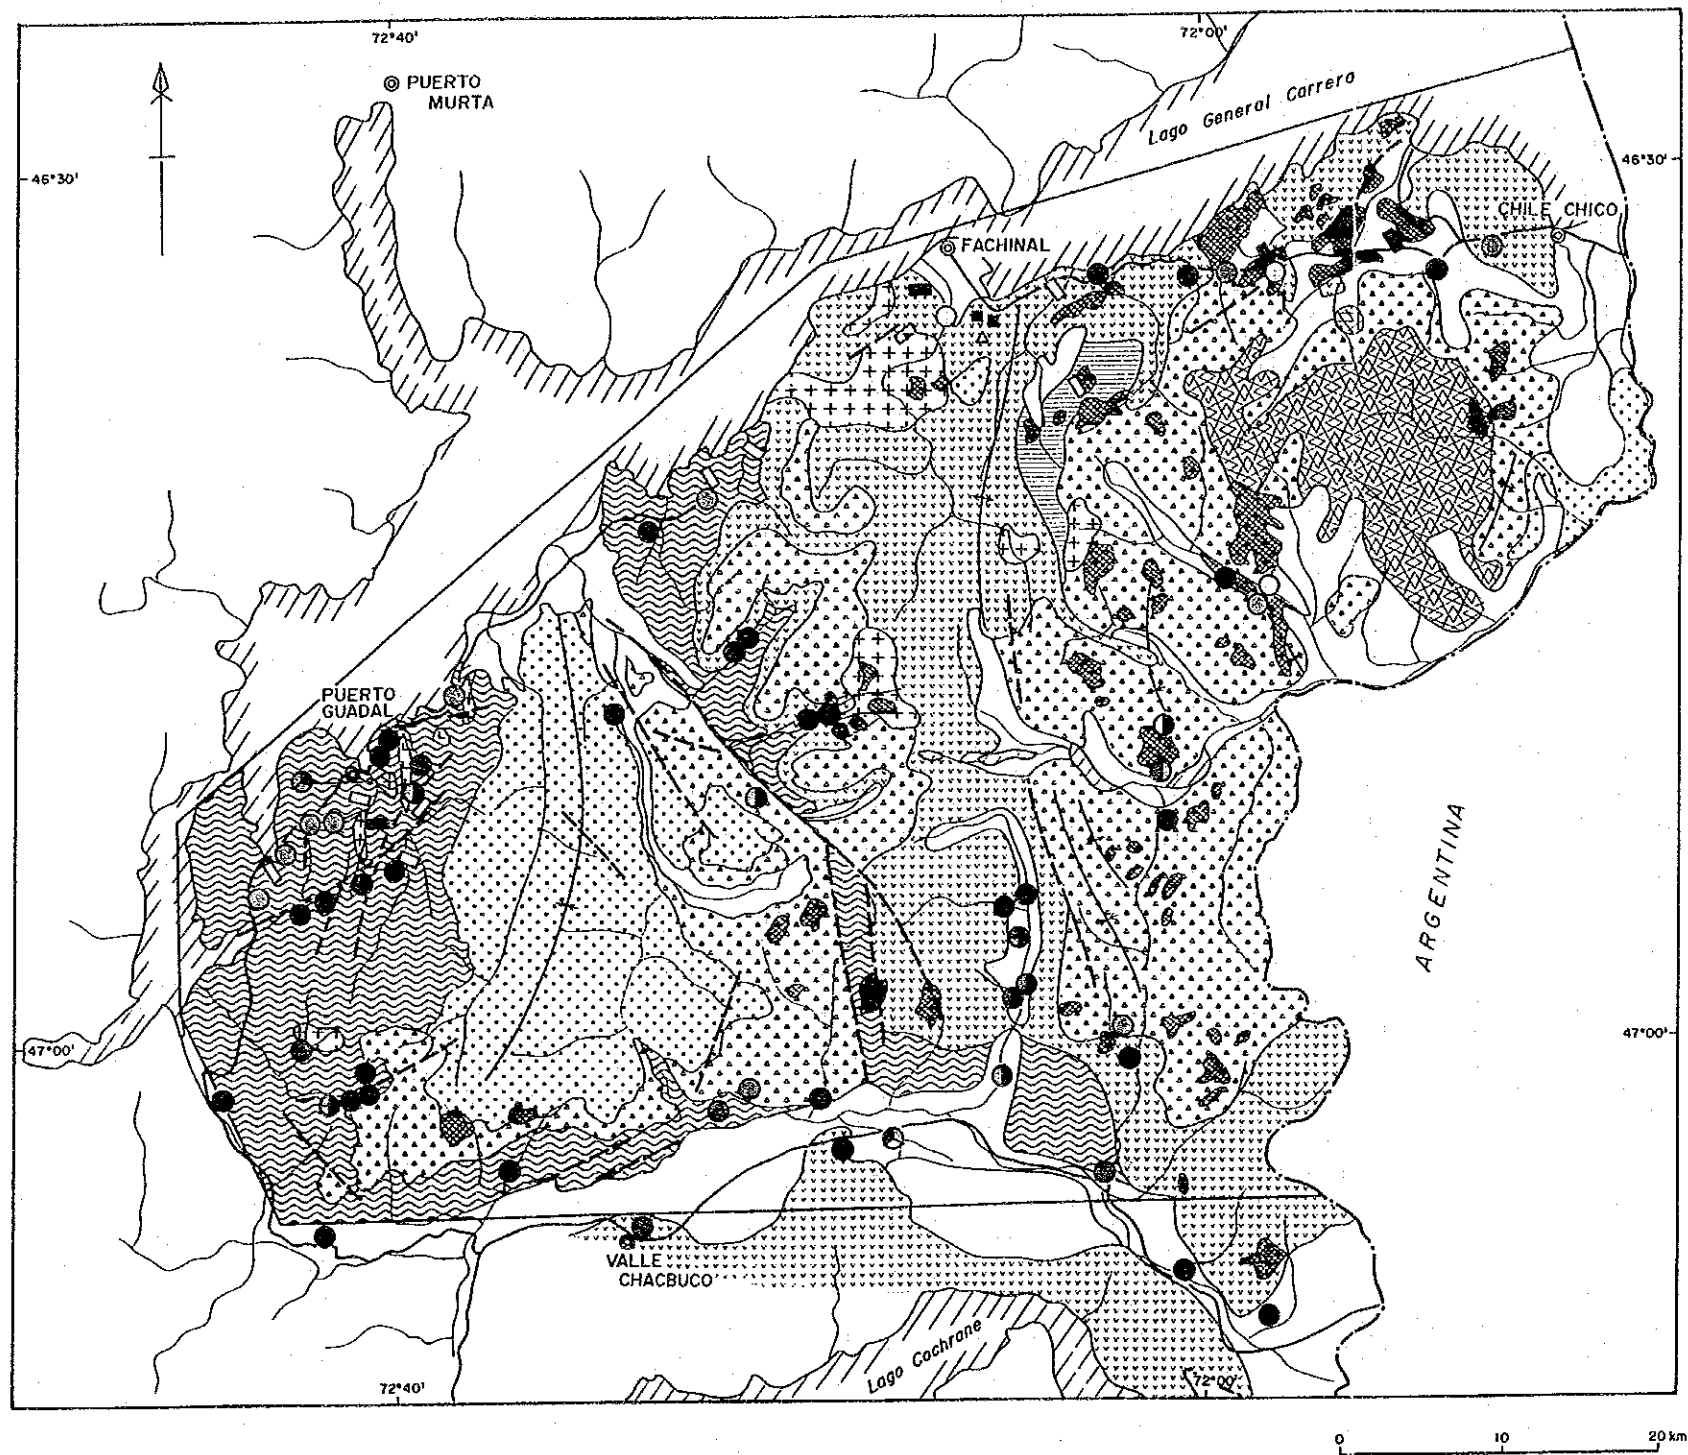 72°40'
72°00'
PUERTO
MURTA
Lago General Carrera
46°30'
46°30'
CHILE CHICO
FACHINAL
PUERTO
GUADAL
ARGENTINA
47°00'
47°00'
VALLE
CHACBUCO
Lago Cochrane
72°40'
72°00'
0 10 20 km